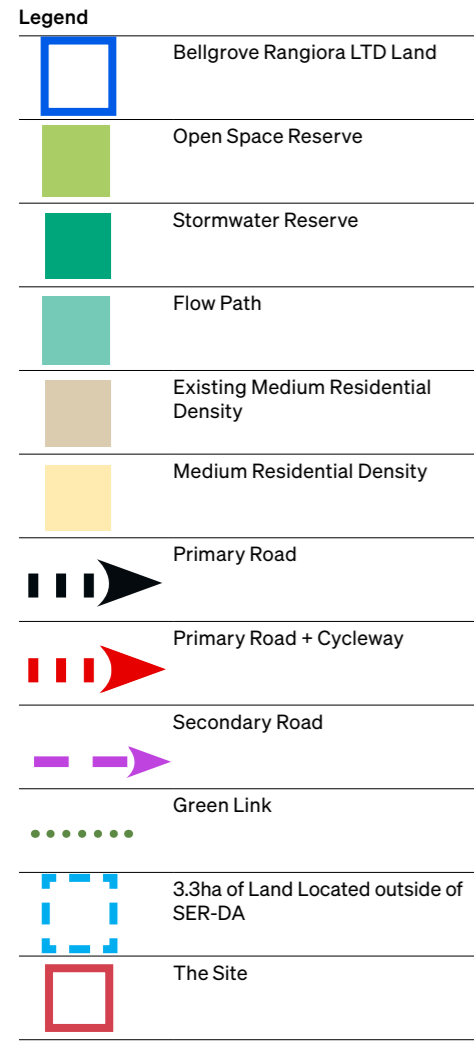 Legend
Bellgrove Rangiora LTD Land
Open Space Reserve
Stormwater Reserve
Flow Path
Existing Medium Residential
Density
Medium Residential Density
Primary Road
Primary Road + Cycleway
Secondary Road
Green Link
3.3ha of Land Located outside of
SER-DA
The Site